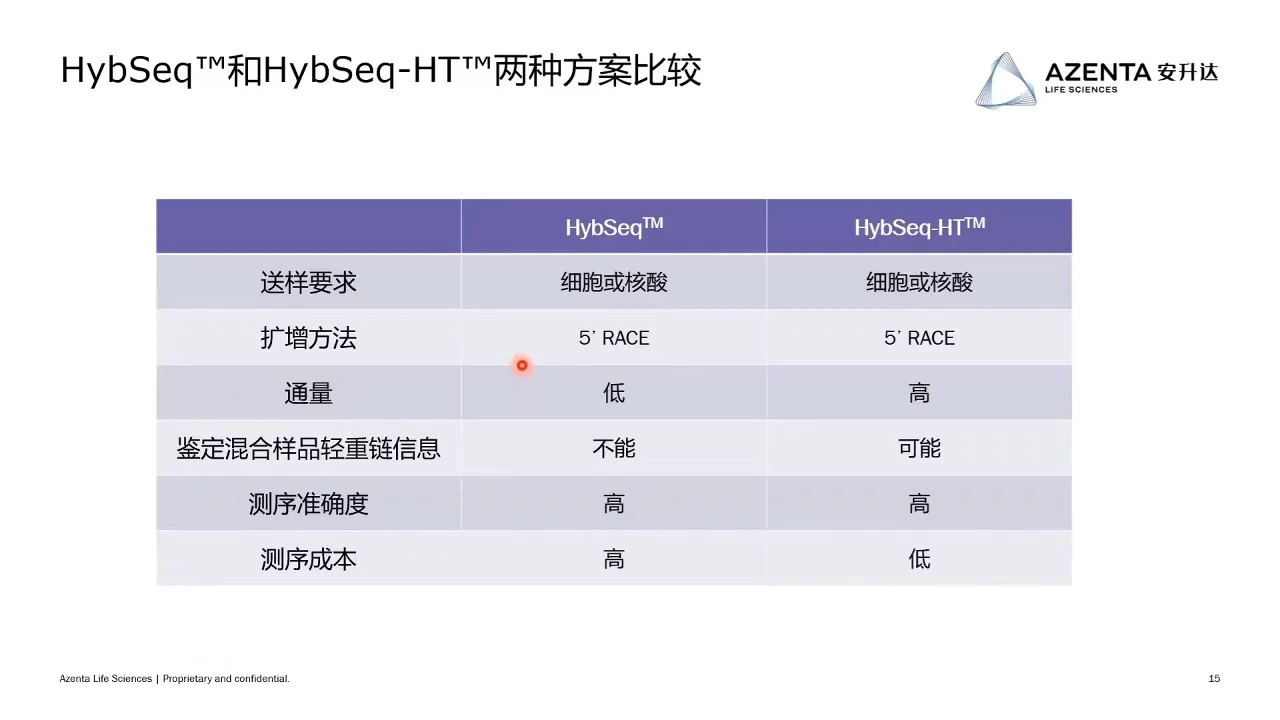 HybSeq™和HybSeq-HT™两种方案比较
AZENTA 安升达
LIFE SCIENCES
HybSeq™ HybSeq-HT™
送样要求 细胞或核酸 细胞或核酸
扩增方法 5’ RACE 5’ RACE
通量 低 高
鉴定混合样品轻重链信息 不能 可能
测序准确度 高 高
测序成本 高 低
Azenta Life Sciences | Proprietary and confidential. 15